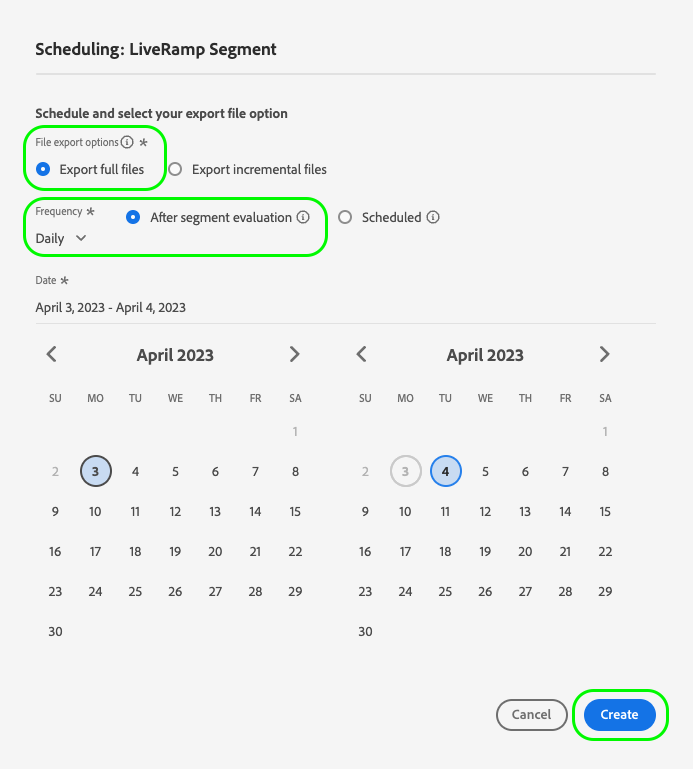 Scheduling: LiveRamp Segment
Schedule and select your export file option
File export options *
Export full files Export incremental files
Frequency * After segment evaluation Scheduled
Daily
Date *
April 3, 2023 - April 4, 2023
April 2023 April 2023
SU MO TU WE TH FR SA SU MO TU WE TH FR SA
1 1
2 3 4 5 6 7 8 2 3 4 5 6 7 8
9 10 11 12 13 14 15 9 10 11 12 13 14 15
16 17 18 19 20 21 22 16 17 18 19 20 21 22
23 24 25 26 27 28 29 23 24 25 26 27 28 29
30 30
Cancel Create